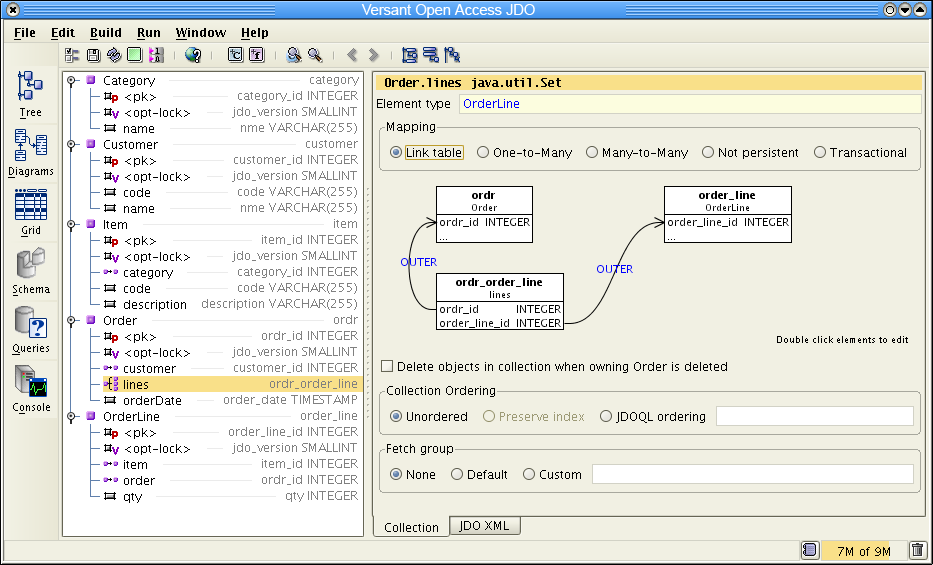 Versant Open Access JDO
File Edit Build Run Window Help
Tree
Diagrams
Grid
Schema
Queries
Console
Category category
<pk> category_id INTEGER
<opt-lock> jdo_version SMALLINT
name nme VARCHAR(255)
Customer customer
<pk> customer_id INTEGER
<opt-lock> jdo_version SMALLINT
code code VARCHAR(255)
name nme VARCHAR(255)
Item item
<pk> item_id INTEGER
<opt-lock> jdo_version SMALLINT
category category_id INTEGER
code code VARCHAR(255)
description description VARCHAR(255)
Order ordr
<pk> ordr_id INTEGER
<opt-lock> jdo_version SMALLINT
customer customer_id INTEGER
lines ordr_order_line
orderDate order_date TIMESTAMP
OrderLine order_line
<pk> order_line_id INTEGER
<opt-lock> jdo_version SMALLINT
item item_id INTEGER
order ordr_id INTEGER
qty qty INTEGER
Order.lines java.util.Set
Element type OrderLine
Mapping
Link table One-to-Many Many-to-Many Not persistent Transactional
ordr
Order
ordr_id INTEGER
...
order_line
OrderLine
order_line_id INTEGER
...
OUTER
OUTER
ordr_order_line
lines
ordr_id INTEGER
order_line_id INTEGER
Double click elements to edit
Delete objects in collection when owning Order is deleted
Collection Ordering
Unordered Preserve index JDOQL ordering
Fetch group
None Default Custom
Collection JDO XML
7M of 9M